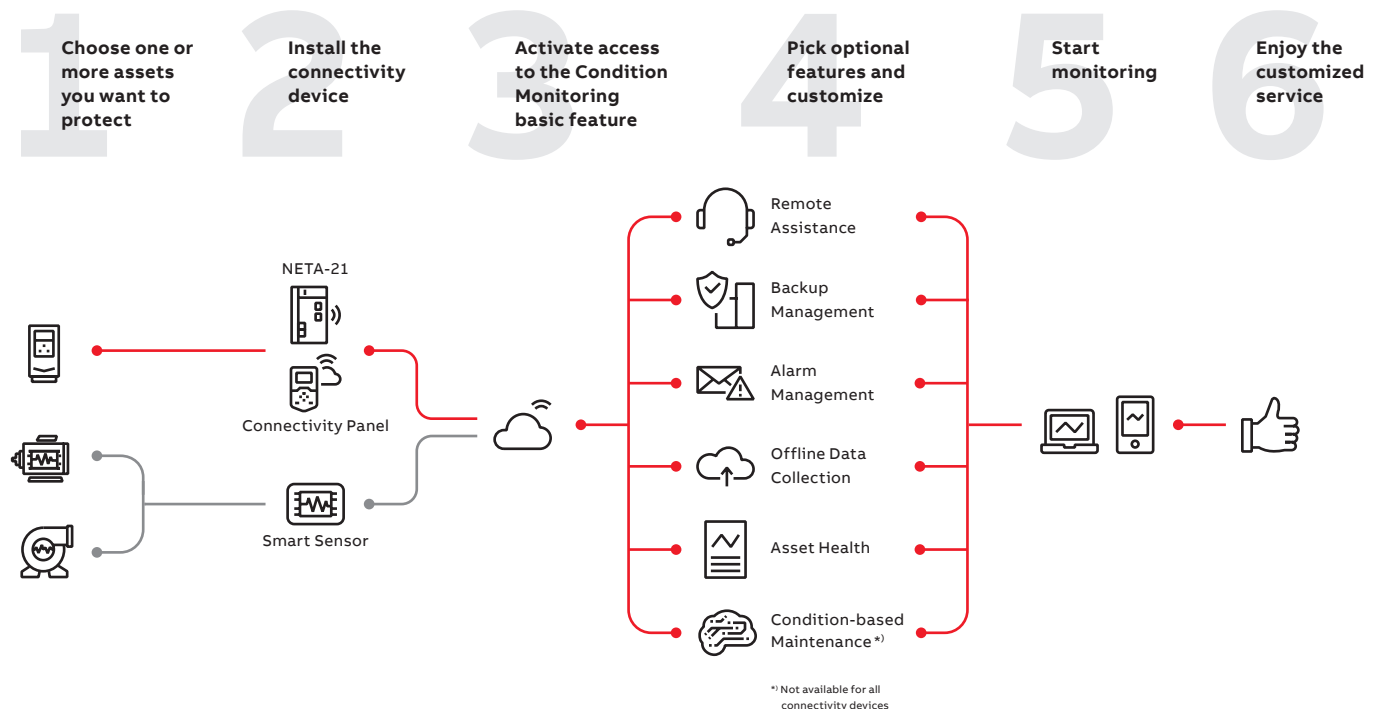 1
Choose one or
more assets
you want to
protect
2
Install the
connectivity
device
3
Activate access
to the Condition
Monitoring
basic feature
4
Pick optional
features and
customize
5
Start
monitoring
6
Enjoy the
customized
service
NETA-21
Connectivity Panel
Smart Sensor
Remote
Assistance
Backup
Management
Alarm
Management
Offline Data
Collection
Asset Health
Condition-based
Maintenance *)
*) Not available for all
connectivity devices